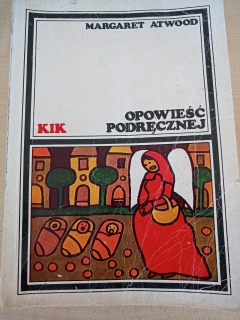 MARGARET ATWOOD
OPOWIEŚĆ
KIK PODRĘCZNEJ